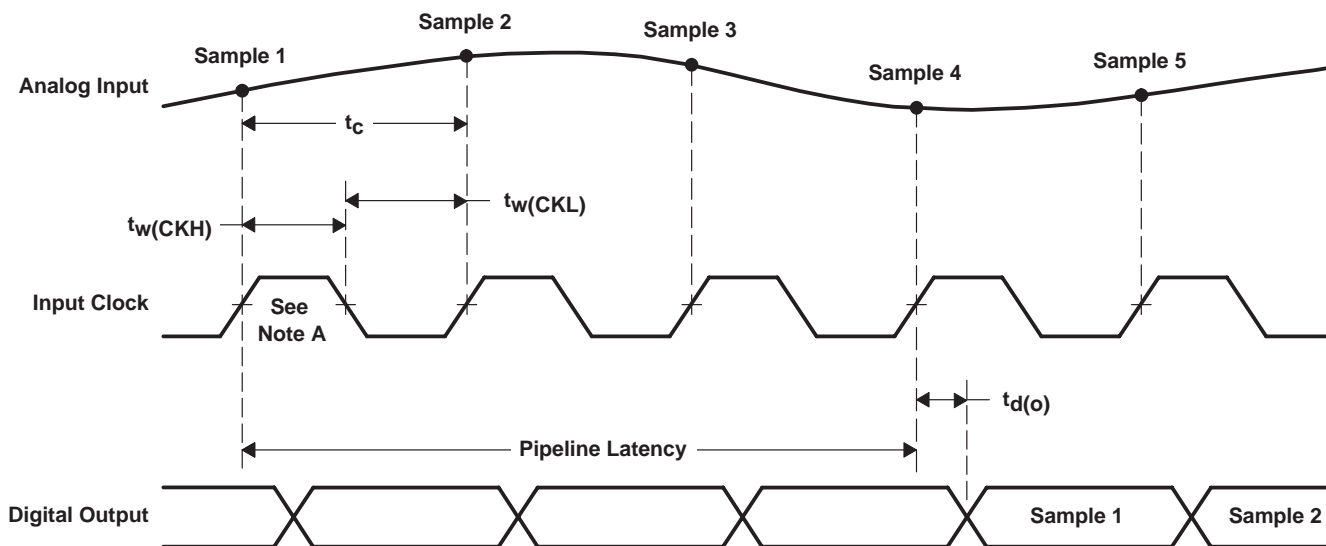 Sample 1
Sample 2
Sample 3
Sample 4
Sample 5
Analog Input
tc
tw(CKH)
tw(CKL)
Input Clock
See
Note A
td(o)
Pipeline Latency
Digital Output
Sample 1
Sample 2